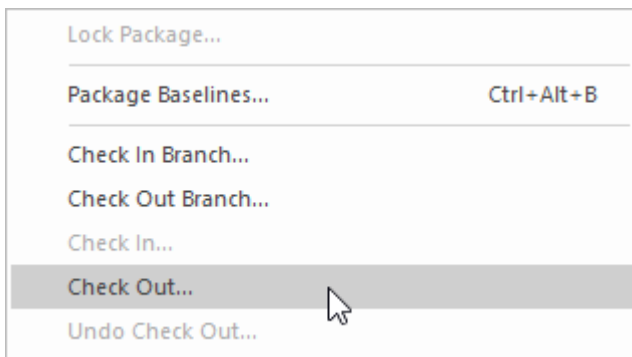 Lock Package...
Package Baselines... Ctrl+Alt+B
Check In Branch...
Check Out Branch...
Check In...
Check Out...
Undo Check Out...